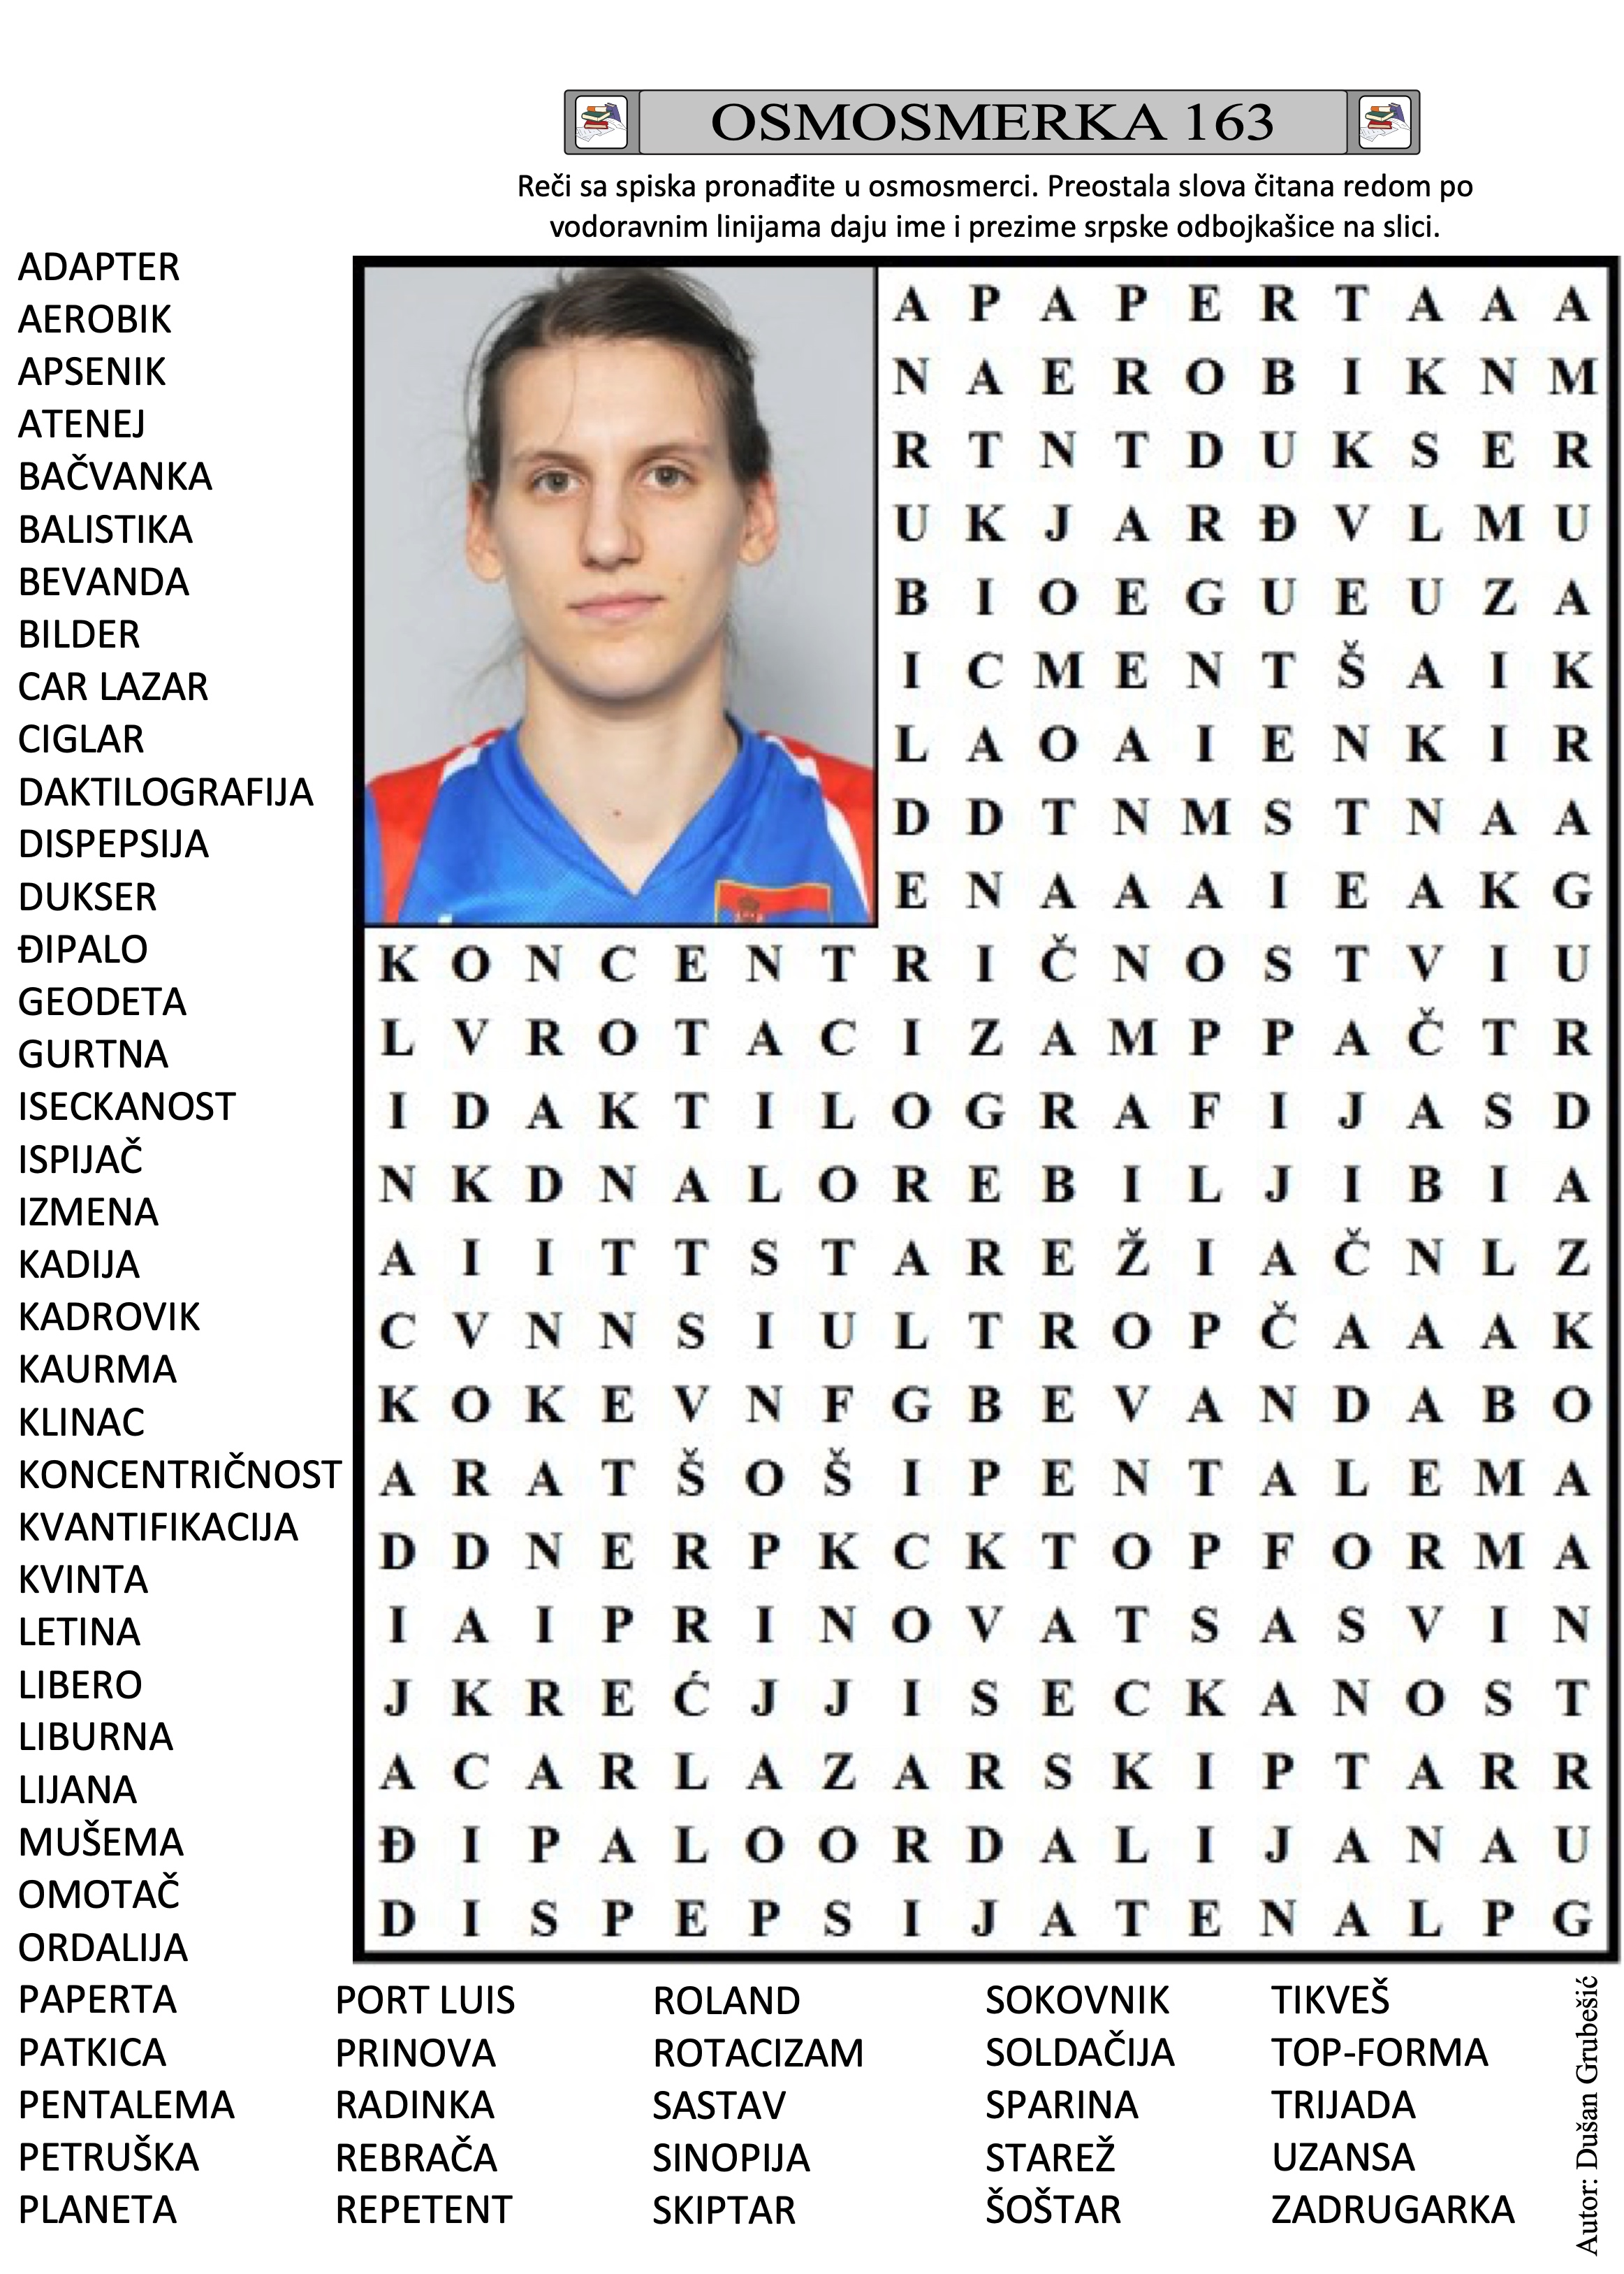 OSMOSMERKA 163
Reči sa spiska pronađite u osmosmerci. Preostala slova čitana redom po
vodoravnim linijama daju ime i prezime srpske odbojkašice na slici.
ADAPTER
AEROBIK
APSENIK
ATENEJ
BAČVANKA
BALISTIKA
BEVANDA
BILDER
CAR LAZAR
CIGLAR
DAKTILOGRAFIJA
DISPEPSIJA
DUKSER
ĐIPALO
GEODETA
GURTNA
ISECKANOST
ISPIJAČ
IZMENA
KADIJA
KADROVIK
KAURMA
KLINAC
KONCENTRIČNOST
KVANTIFIKACIJA
KVINTA
LETINA
LIBERO
LIBURNA
LIJANA
MUŠEMA
OMOTAČ
ORDALIJA
PAPERTA
PATKICA
PENTALEMA
PETRUŠKA
PLANETA
A P A P E R T A A A
N A E R O B I K N M
R T N T D U K S E R
U K J A R Đ V L M U
B I O E G U E U Z A
I C M E N T Š A I K
L A O A I E N K I R
D D T N M S T N A A
E N A A A I E A K G
K O N C E N T R I Č N O S T V I U
L V R O T A C I Z A M P P A Č T R
I D A K T I L O G R A F I J A S D
N K D N A L O R E B I L J I B I A
A I I T T S T A R E Ž I A Č N L Z
C V N N S I U L T R O P Č A A A K
K O K E V N F G B E V A N D A B O
A R A T Š O Š I P E N T A L E M A
D D N E R P K C K T O P F O R M A
I A I P R I N O V A T S A S V I N
J K R E Ć J J I S E C K A N O S T
A C A R L A Z A R S K I P T A R R
Đ I P A L O O R D A L I J A N A U
D I S P E P S I J A T E N A L P G
PORT LUIS
PRINOVA
RADINKA
REBRAČA
REPETENT
ROLAND
ROTACIZAM
SASTAV
SINOPIJA
SKIPTAR
SOKOVNIK
SOLDAČIJA
SPARINA
STAREŽ
ŠOŠTAR
TIKVEŠ
TOP-FORMA
TRIJADA
UZANSA
ZADRUGARKA
Autor: Dušan Grubešić